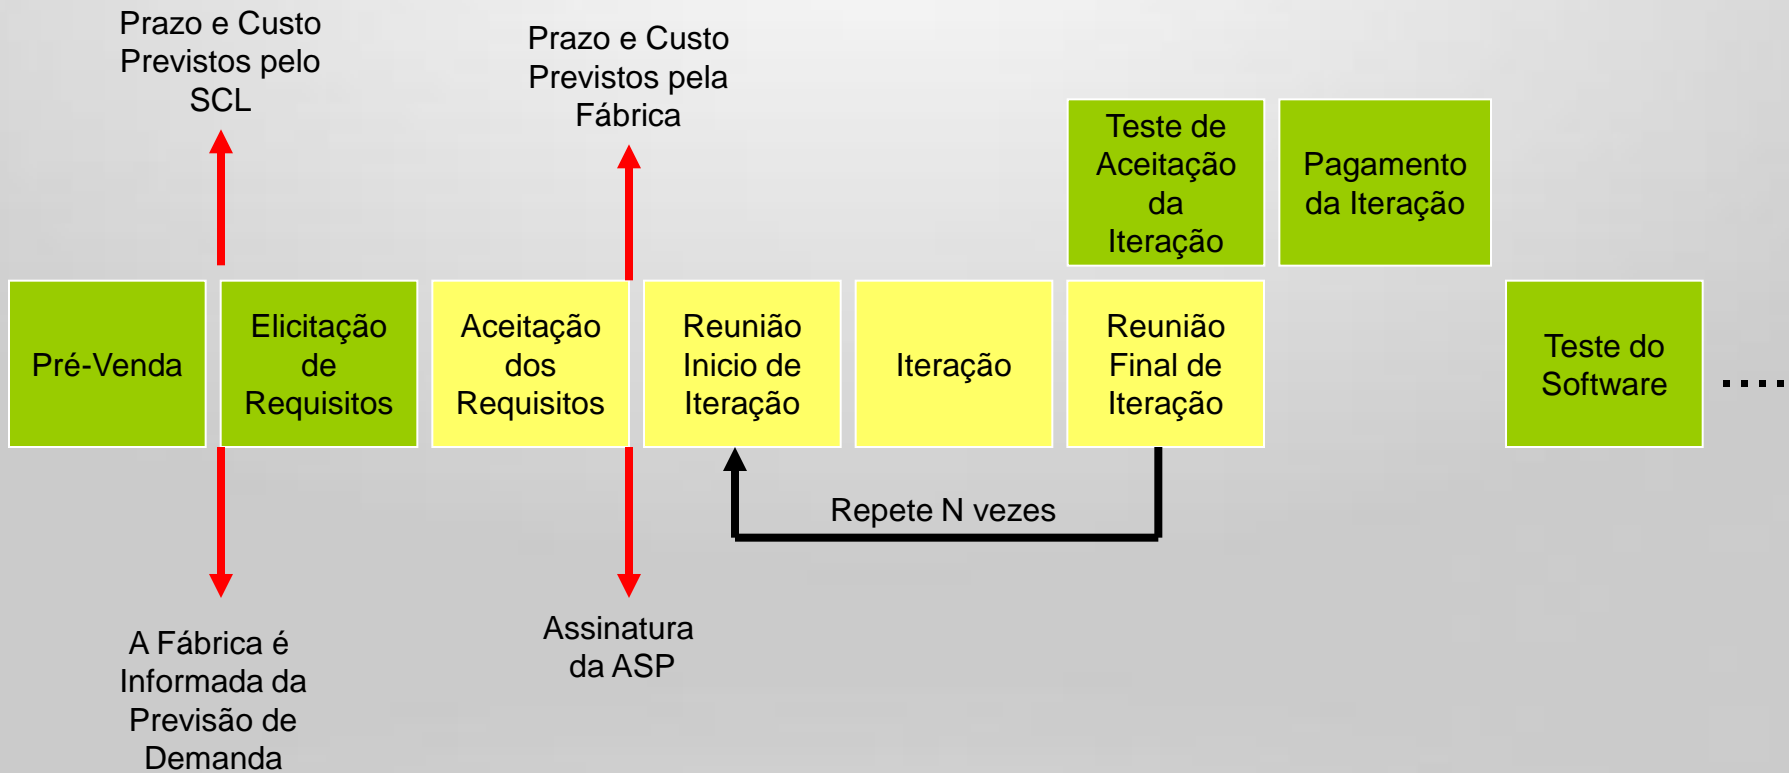 Prazo e Custo
Previstos pelo
SCL
Prazo e Custo
Previstos pela
Fábrica
Teste de
Aceitação
da
Iteração
Pagamento
da Iteração
Pré-Venda
Elicitação
de
Requisitos
Aceitação
dos
Requisitos
Reunião
Inicio de
Iteração
Iteração
Reunião
Final de
Iteração
Teste do
Software
.....
Repete N vezes
A Fábrica é
Informada da
Previsão de
Demanda
Assinatura
da ASP